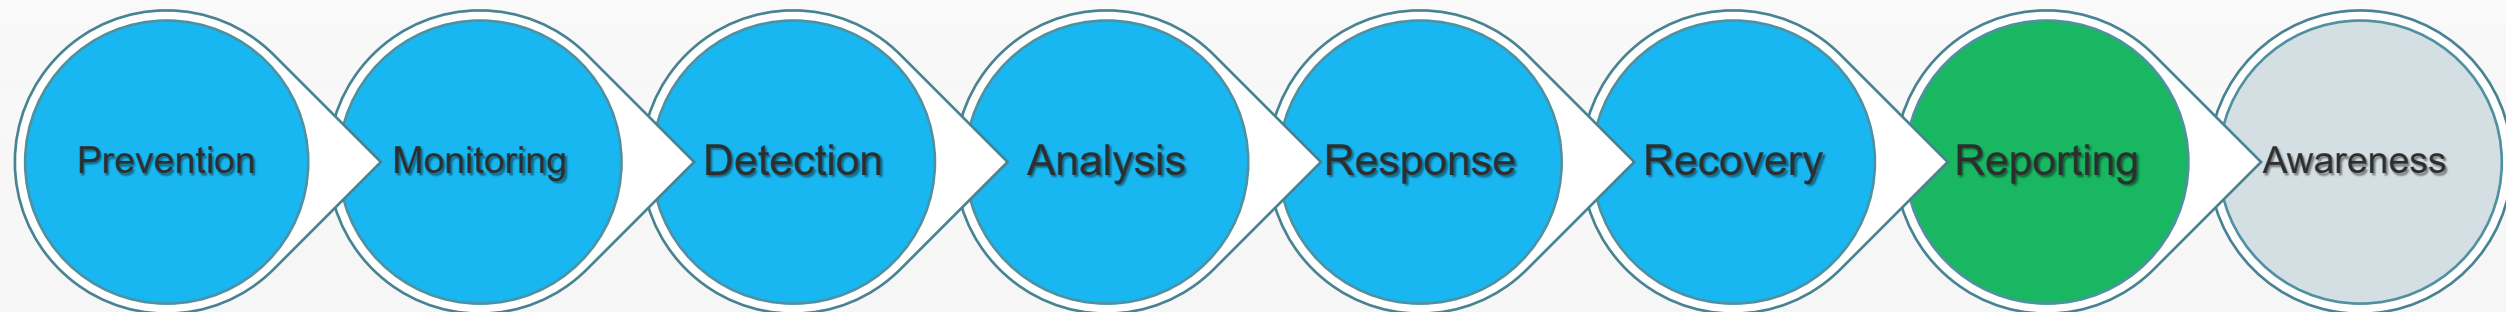 Prevention
Monitoring
Detection
Analysis
Response
Recovery
Reporting
Awareness